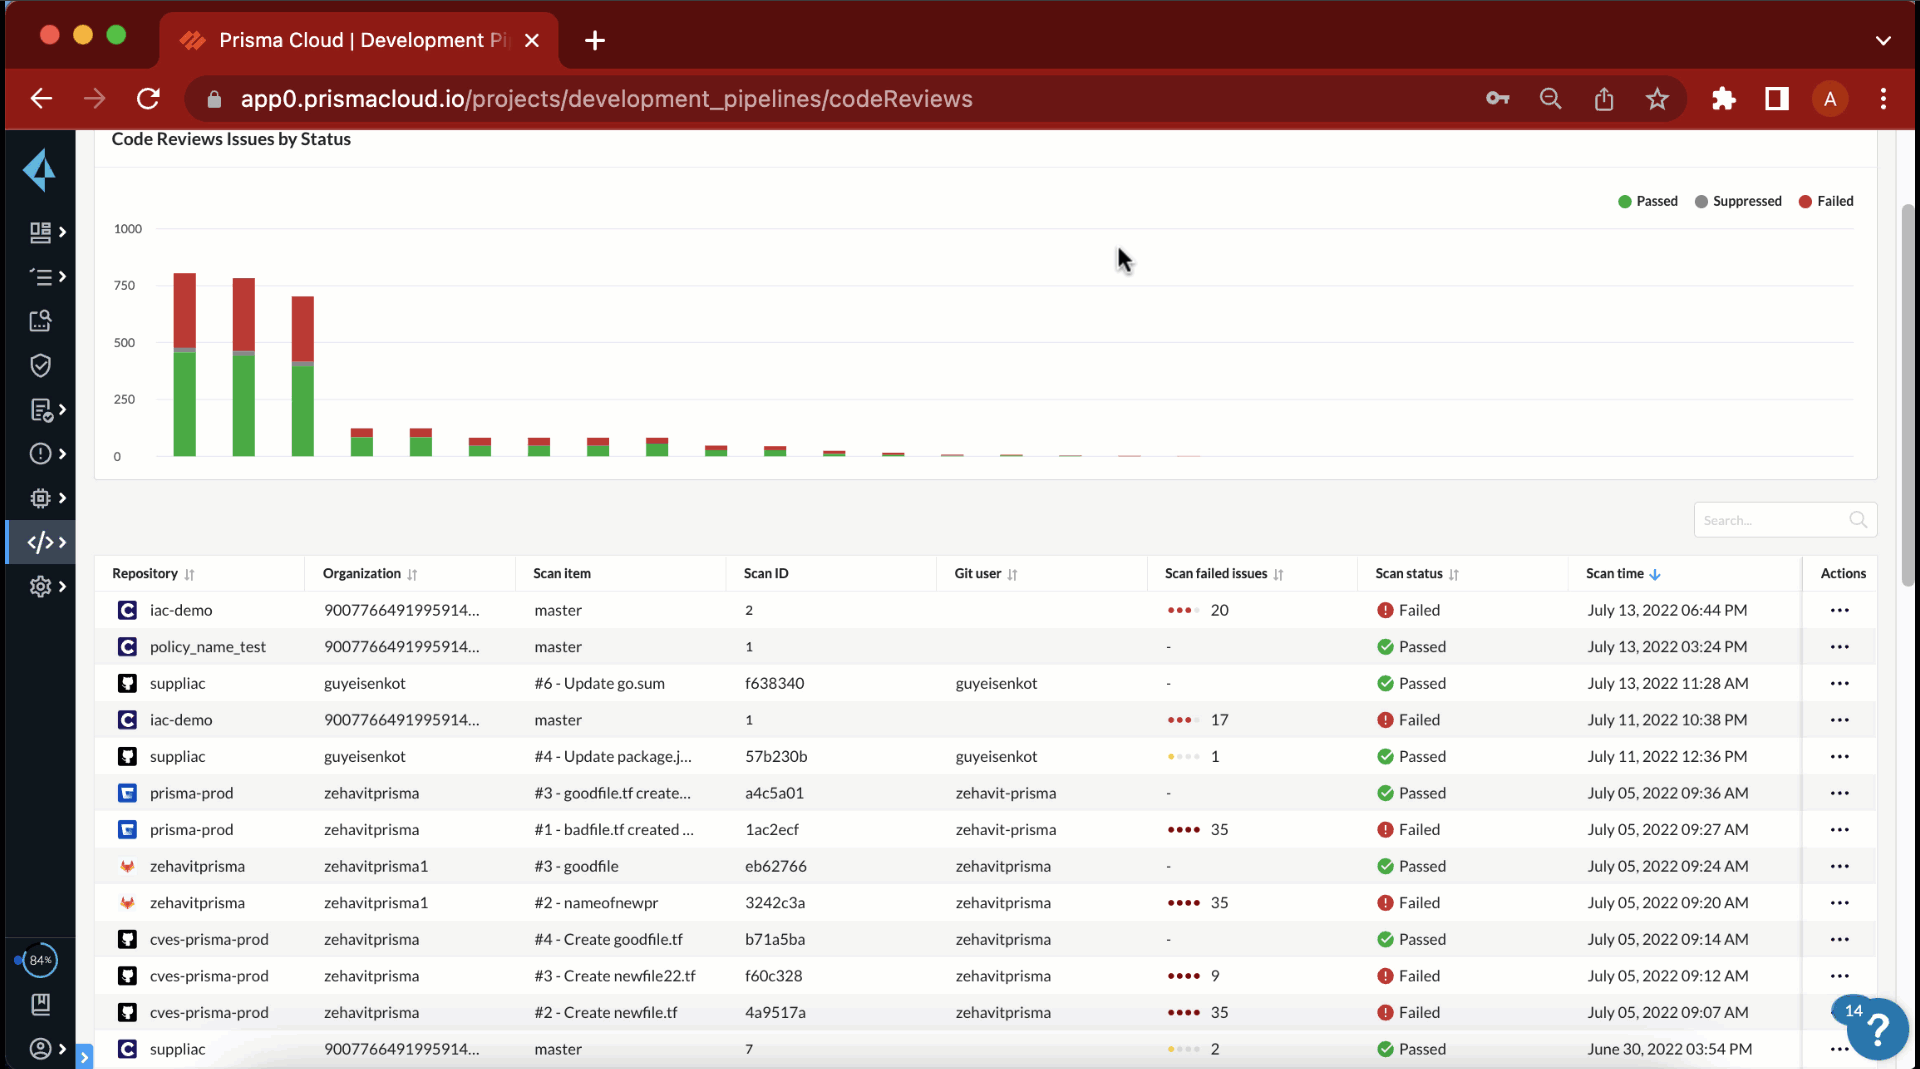 Prisma Cloud | Development Pi
app0.prismacloud.io/projects/development_pipelines/codeReviews
A
Code Reviews Issues by Status
Passed Suppressed Failed
1000
750
500
250
0
Search...
Repository Organization Scan item Scan ID Git user Scan failed issues Scan status Scan time Actions
iac-demo 9007766491995914... master 2 20 Failed July 13, 2022 06:44 PM ...
policy_name_test 9007766491995914... master 1 - Passed July 13, 2022 03:24 PM ...
suppliac guyeisenkot #6 - Update go.sum f638340 guyeisenkot - Passed July 13, 2022 11:28 AM ...
iac-demo 9007766491995914... master 1 17 Failed July 11, 2022 10:38 PM ...
suppliac guyeisenkot #4 - Update package.j... 57b230b guyeisenkot 1 Passed July 11, 2022 12:36 PM ...
prisma-prod zehavitprisma #3 - goodfile.tf create... a4c5a01 zehavit-prisma - Passed July 05, 2022 09:36 AM ...
prisma-prod zehavitprisma #1 - badfile.tf created ... 1ac2ecf zehavit-prisma 35 Failed July 05, 2022 09:27 AM ...
zehavitprisma zehavitprisma1 #3 - goodfile eb62766 zehavitprisma - Passed July 05, 2022 09:24 AM ...
zehavitprisma zehavitprisma1 #2 - nameofnewpr 3242c3a zehavitprisma 35 Failed July 05, 2022 09:20 AM ...
cves-prisma-prod zehavitprisma #4 - Create goodfile.tf b71a5ba zehavitprisma - Passed July 05, 2022 09:14 AM ...
84%
cves-prisma-prod zehavitprisma #3 - Create newfile22.tf f60c328 zehavitprisma 9 Failed July 05, 2022 09:12 AM ...
cves-prisma-prod zehavitprisma #2 - Create newfile.tf 4a9517a zehavitprisma 35 Failed July 05, 2022 09:07 AM
14
?
suppliac 9007766491995914... master 7 2 Passed June 30, 2022 03:54 PM ...